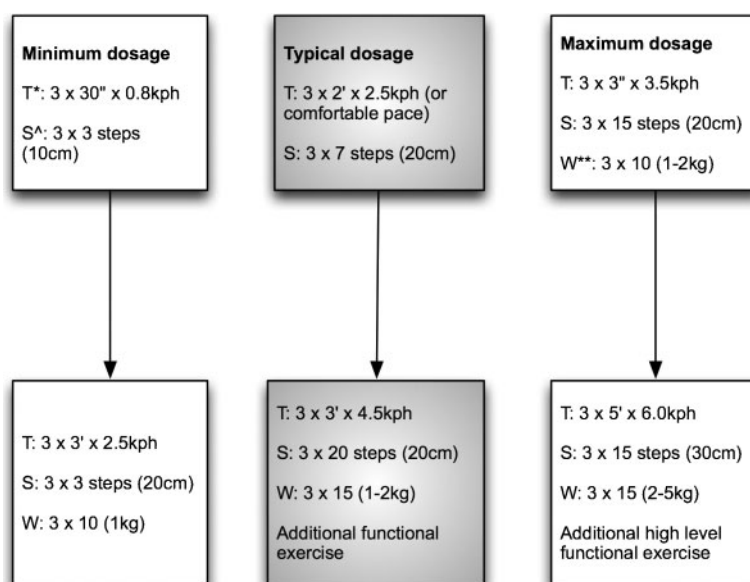 Minimum dosage
T*: 3 x 30" x 0.8kph
S^: 3 x 3 steps
(10cm)
Typical dosage
T: 3 x 2' x 2.5kph (or
comfortable pace)
S: 3 x 7 steps (20cm)
Maximum dosage
T: 3 x 3" x 3.5kph
S: 3 x 15 steps (20cm)
W**: 3 x 10 (1-2kg)
T: 3 x 3' x 2.5kph
S: 3 x 3 steps (20cm)
W: 3 x 10 (1kg)
T: 3 x 3' x 4.5kph
S: 3 x 20 steps (20cm)
W: 3 x 15 (1-2kg)
Additional functional
exercise
T: 3 x 5' x 6.0kph
S: 3 x 15 steps (30cm)
W: 3 x 15 (2-5kg)
Additional high level
functional exercise